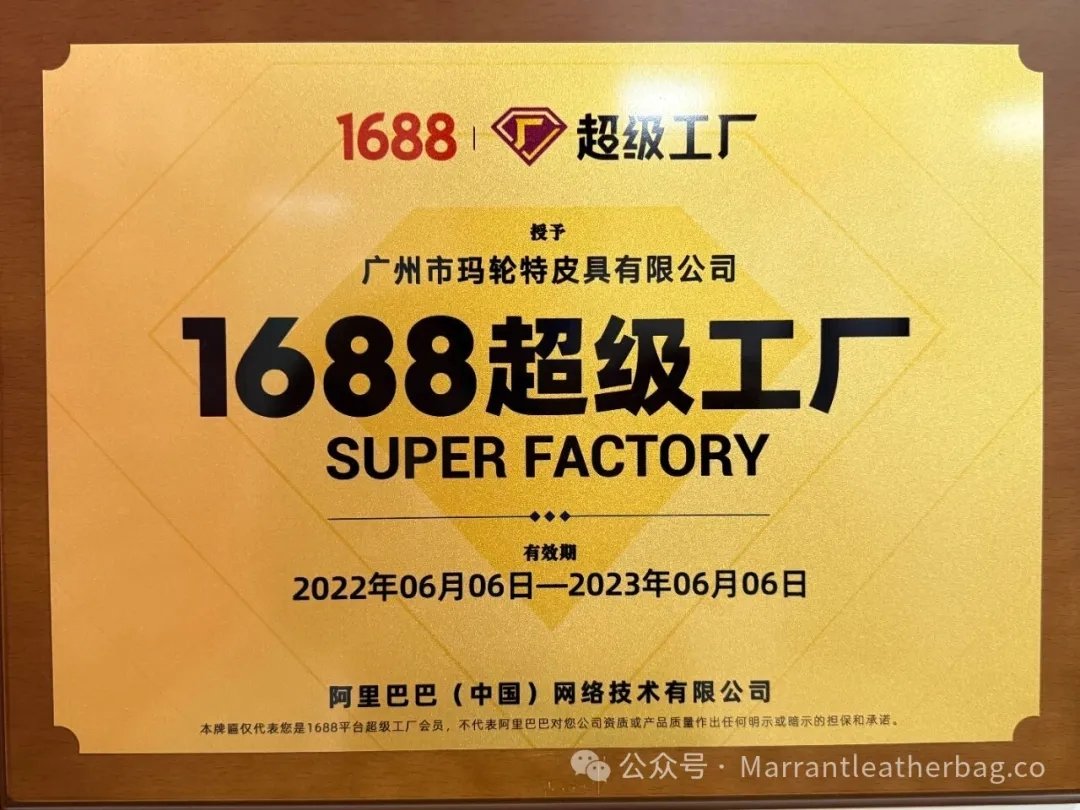 1688 | 超级工厂
授予
广州市玛轮特皮具有限公司
1688超级工厂
SUPER FACTORY
有效期
2022年06月06日—2023年06月06日
阿里巴巴（中国）网络技术有限公司
本牌匾仅代表您是1688平台超级工厂会员，不代表阿里巴巴对您公司资质或产品质量作出任何明示或暗示的担保和承诺。
公众号 · Marrantleatherbag.co